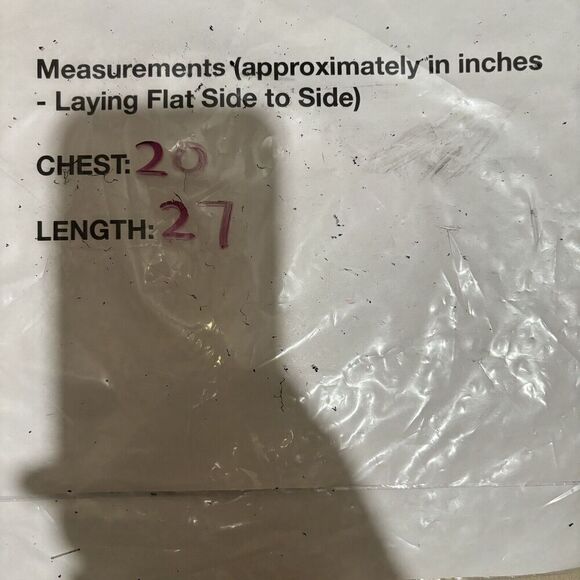 Measurements (approximately in inches
- Laying Flat Side to Side)
CHEST: 20
LENGTH: 27